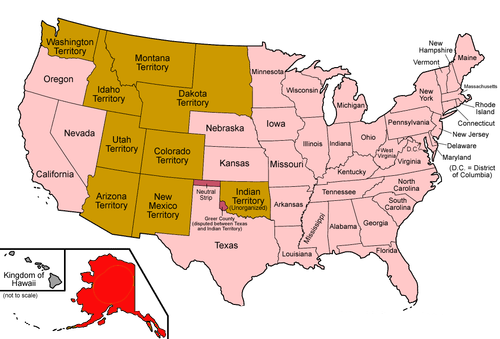 Washington
Territory
Montana
Territory
Oregon
Idaho
Territory
Dakota
Territory
Minnesota
Wisconsin
Michigan
New
Hampshire
Vermont
Maine
Massachusetts
New
York
Rhode
Island
Connecticut
New Jersey
Delaware
Maryland
(D.C. = District
of Columbia)
Pennsylvania
Nevada
Utah
Territory
Colorado
Territory
Nebraska
Iowa
Illinois
Indiana
Ohio
West
Virginia
D.C.
Virginia
California
Kansas
Missouri
Kentucky
Arizona
Territory
New
Mexico
Territory
Neutral
Strip
Indian
Territory
(Unorganized)
Greer County
(disputed between Texas
and Indian Territory)
Arkansas
Tennessee
North
Carolina
South
Carolina
Texas
Louisiana
Mississippi
Alabama
Georgia
Florida
Kingdom of
Hawaii
(not to scale)